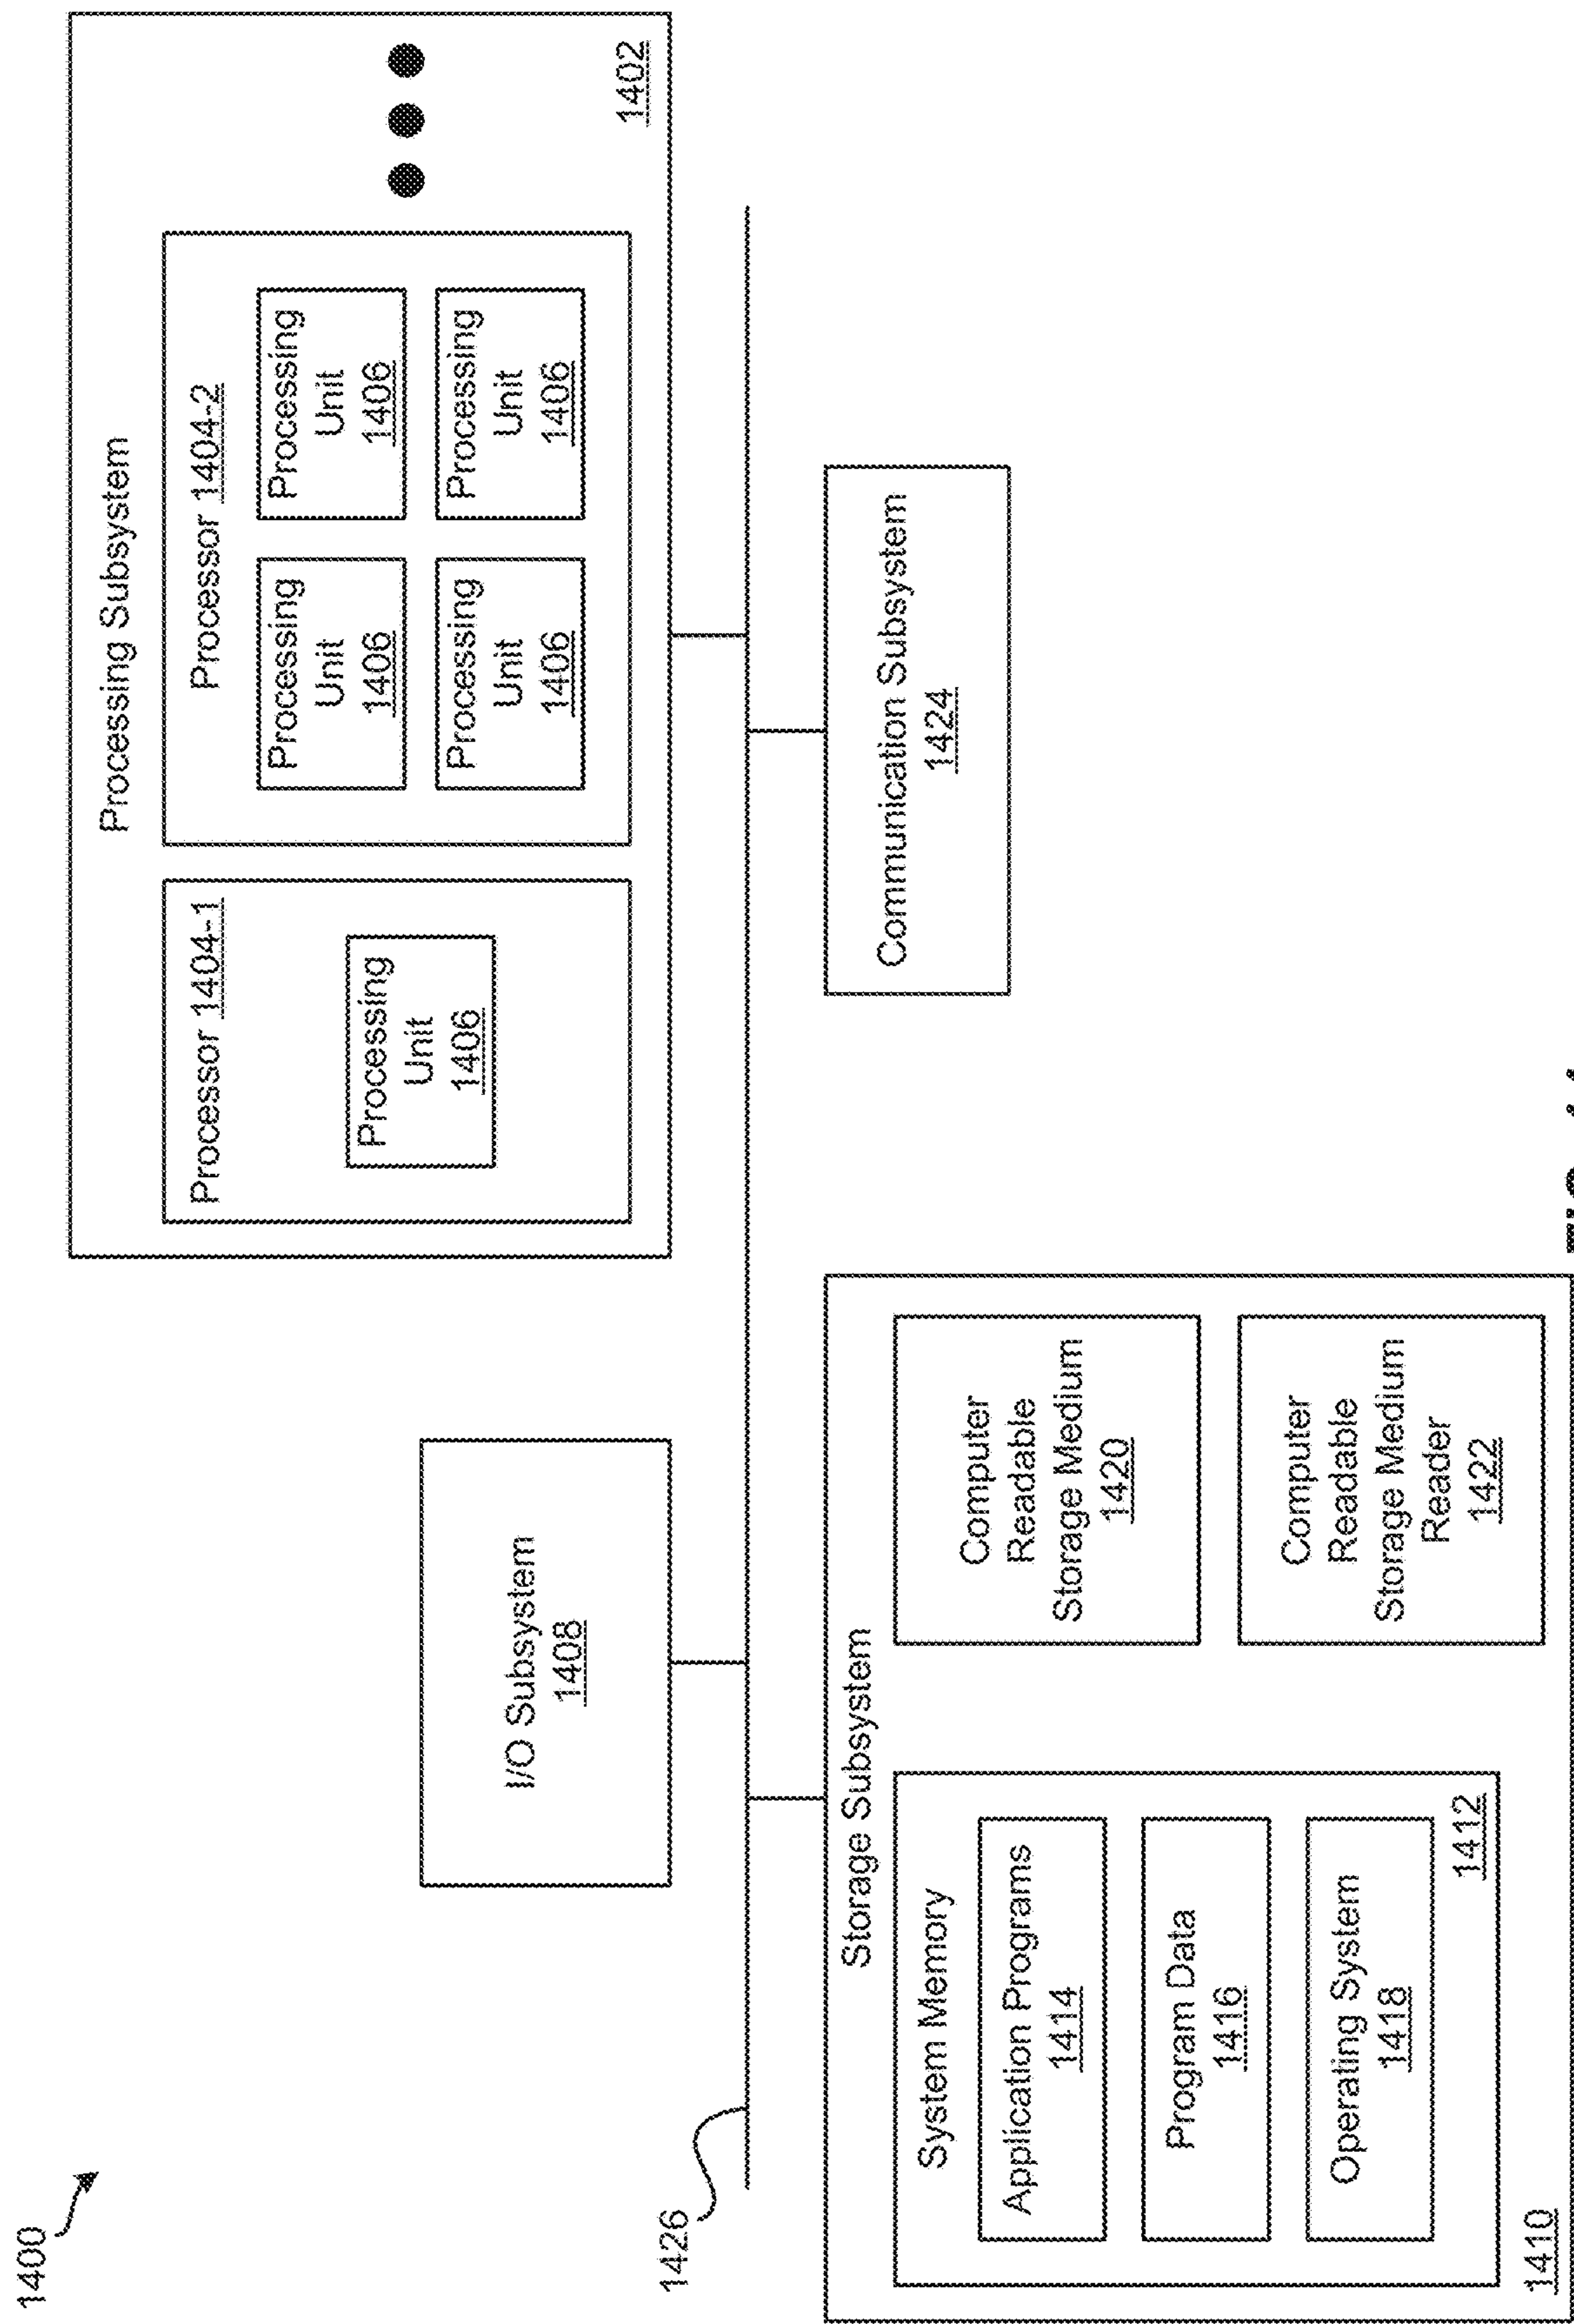 1400
Processing Subsystem
Processor 1404-1
Processing
Unit
1406
Processor 1404-2
Processing
Unit
1406
Processing
Unit
1406
Processing
Unit
1406
Processing
Unit
1406
1402
I/O Subsystem
1408
1426
Storage Subsystem
System Memory
Application Programs
1414
Program Data
1416
Operating System
1418
1412
Computer
Readable
Storage Medium
1420
Computer
Readable
Storage Medium
Reader
1422
1410
Communication Subsystem
1424